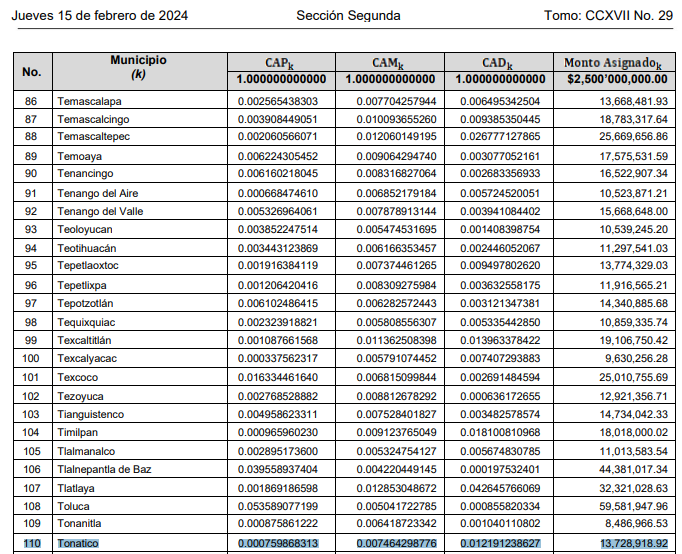 Jueves 15 de febrero de 2024 Sección Segunda Tomo: CCXVII No. 29
No. Municipio (k) CAPk CAMk CADk Monto Asignadok
1.000000000000 1.000000000000 1.000000000000 $2,500'000,000.00
86 Temascalapa 0.002565438303 0.007704257944 0.006495342504 13,668,481.93
87 Temascalcingo 0.003908449051 0.010093655260 0.009385350445 18,783,317.64
88 Temascaltepec 0.002060566071 0.012060149195 0.026777127865 25,669,656.86
89 Temoaya 0.006224305452 0.009064294740 0.003077052161 17,575,531.59
90 Tenancingo 0.006160218045 0.008316827064 0.002683356933 16,522,907.34
91 Tenango del Aire 0.000668474610 0.006852179184 0.005724520051 10,523,871.21
92 Tenango del Valle 0.005326964061 0.007878913144 0.003941084402 15,668,648.00
93 Teoloyucan 0.003852247514 0.005474531695 0.001408398754 10,539,245.20
94 Teotihuacán 0.003443123869 0.006166353457 0.002446052067 11,297,541.03
95 Tepetlaoxtoc 0.001916384119 0.007374461265 0.009497802620 13,774,329.03
96 Tepetlixpa 0.001206420416 0.008309275984 0.003632558175 11,916,565.21
97 Tepotzotlán 0.006102486415 0.006282572443 0.003121347381 14,340,885.68
98 Tequixquiac 0.002323918821 0.005808556307 0.005335442850 10,859,335.74
99 Texcaltitlán 0.001087661568 0.011362508398 0.013963378422 19,106,750.42
100 Texcalyacac 0.000337562317 0.005791074452 0.007407293883 9,630,256.28
101 Texcoco 0.016334461640 0.006815099844 0.002691484594 25,010,755.69
102 Tezoyuca 0.002768528882 0.008812678292 0.000636172655 12,921,356.71
103 Tianguistenco 0.004958623311 0.007528401827 0.003482578574 14,734,042.33
104 Timilpan 0.000965960230 0.009123765049 0.018100810968 18,018,000.02
105 Tlalmanalco 0.002895173600 0.005324754127 0.005674830785 11,013,583.54
106 Tlalnepantla de Baz 0.039558937404 0.004220449145 0.000197532401 44,381,017.34
107 Tlatlaya 0.001869186598 0.012853048672 0.042645766069 32,321,028.63
108 Toluca 0.053589077199 0.005041722785 0.000855820334 59,581,947.96
109 Tonanitla 0.000875861222 0.006418723342 0.001040110802 8,486,966.53
110 Tonatico 0.000759868313 0.007464298776 0.012191238627 13,728,918.92